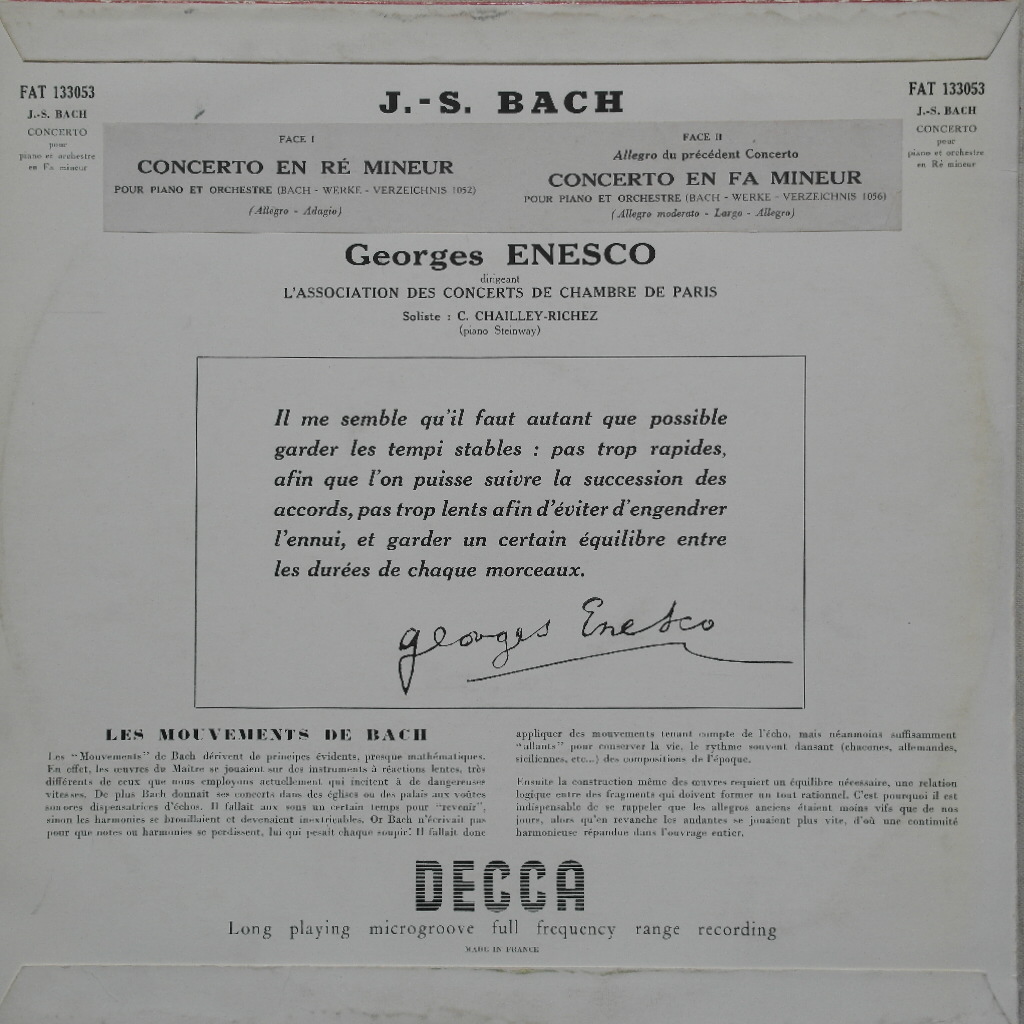 FAT 133053
J.-S. BACH
CONCERTO
pour
piano et orchestre
en Fa mineur
J.-S. BACH
FAT 133053
J.-S. BACH
CONCERTO
pour
piano et orchestre
en Ré mineur
FACE I
CONCERTO EN RÉ MINEUR
POUR PIANO ET ORCHESTRE (BACH - WERKE - VERZEICHNIS 1052)
(Allegro - Adagio)
FACE II
Allegro du précédent Concerto
CONCERTO EN FA MINEUR
POUR PIANO ET ORCHESTRE (BACH - WERKE - VERZEICHNIS 1056)
(Allegro moderato - Largo - Allegro)
Georges ENESCO
dirigeant
L'ASSOCIATION DES CONCERTS DE CHAMBRE DE PARIS
Soliste : C. CHAILLEY-RICHEZ
(piano Steinway)
Il me semble qu'il faut autant que possible
garder les tempi stables : pas trop rapides,
afin que l'on puisse suivre la succession des
accords, pas trop lents afin d'éviter d'engendrer
l'ennui, et garder un certain équilibre entre
les durées de chaque morceaux.
Georges Enesco
LES MOUVEMENTS DE BACH
Les "Mouvements" de Bach dérivent de principes évidents, presque mathématiques.
En effet, les œuvres du Maître se jouaient sur des instruments à réactions lentes, très
différents de ceux que nous employons actuellement qui incitent à de dangereuses
vitesses. De plus Bach donnait ses concerts dans des églises ou des palais aux voûtes
sonores dispensatrices d'échos. Il fallait aux sons un certain temps pour "revenir",
sinon les harmonies se brouillaient et devenaient inextricables. Or Bach n'écrivait pas
pour que notes ou harmonies se perdissent, lui qui pesait chaque soupir! Il fallait donc
appliquer des mouvements tenant compte de l'écho, mais néanmoins suffisamment
"allants" pour conserver la vie, le rythme souvent dansant (chacones, allemandes,
siciliennes, etc...) des compositions de l'époque.
Ensuite la construction même des œuvres requiert un équilibre nécessaire, une relation
logique entre des fragments qui doivent former un tout rationnel. C'est pourquoi il est
indispensable de se rappeler que les allegros anciens étaient moins vifs que de nos
jours, alors qu'en revanche les andantes se jouaient plus vite, d'où une continuité
harmonieuse répandue dans l'ouvrage entier.
DECCA
Long playing microgroove full frequency range recording
MADE IN FRANCE